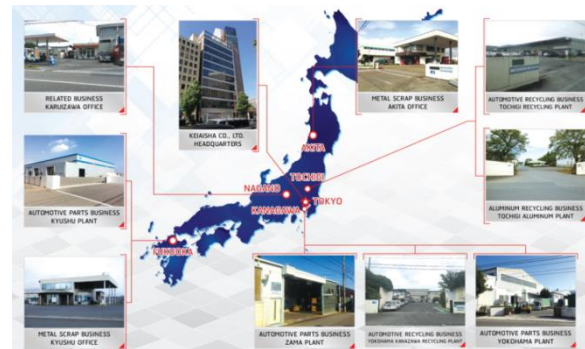 RELATED BUSINESS
KARUIZAWA OFFICE
KEIAISHA CO., LTD.
HEADQUARTERS
METAL SCRAP BUSINESS
AKITA OFFICE
AUTOMOTIVE RECYCLING BUSINESS
TOCHIGI RECYCLING PLANT
AKITA
TOCHIGI
NAGANO
TOKYO
KANAGAWA
FUKUOKA
AUTOMOTIVE PARTS BUSINESS
KYUSHU PLANT
ALUMINUM RECYCLING BUSINESS
TOCHIGI ALUMINUM PLANT
METAL SCRAP BUSINESS
KYUSHU OFFICE
AUTOMOTIVE PARTS BUSINESS
ZAMA PLANT
AUTOMOTIVE RECYCLING BUSINESS
YOKOHAMA KANAZAWA RECYCLING PLANT
AUTOMOTIVE PARTS BUSINESS
YOKOHAMA PLANT